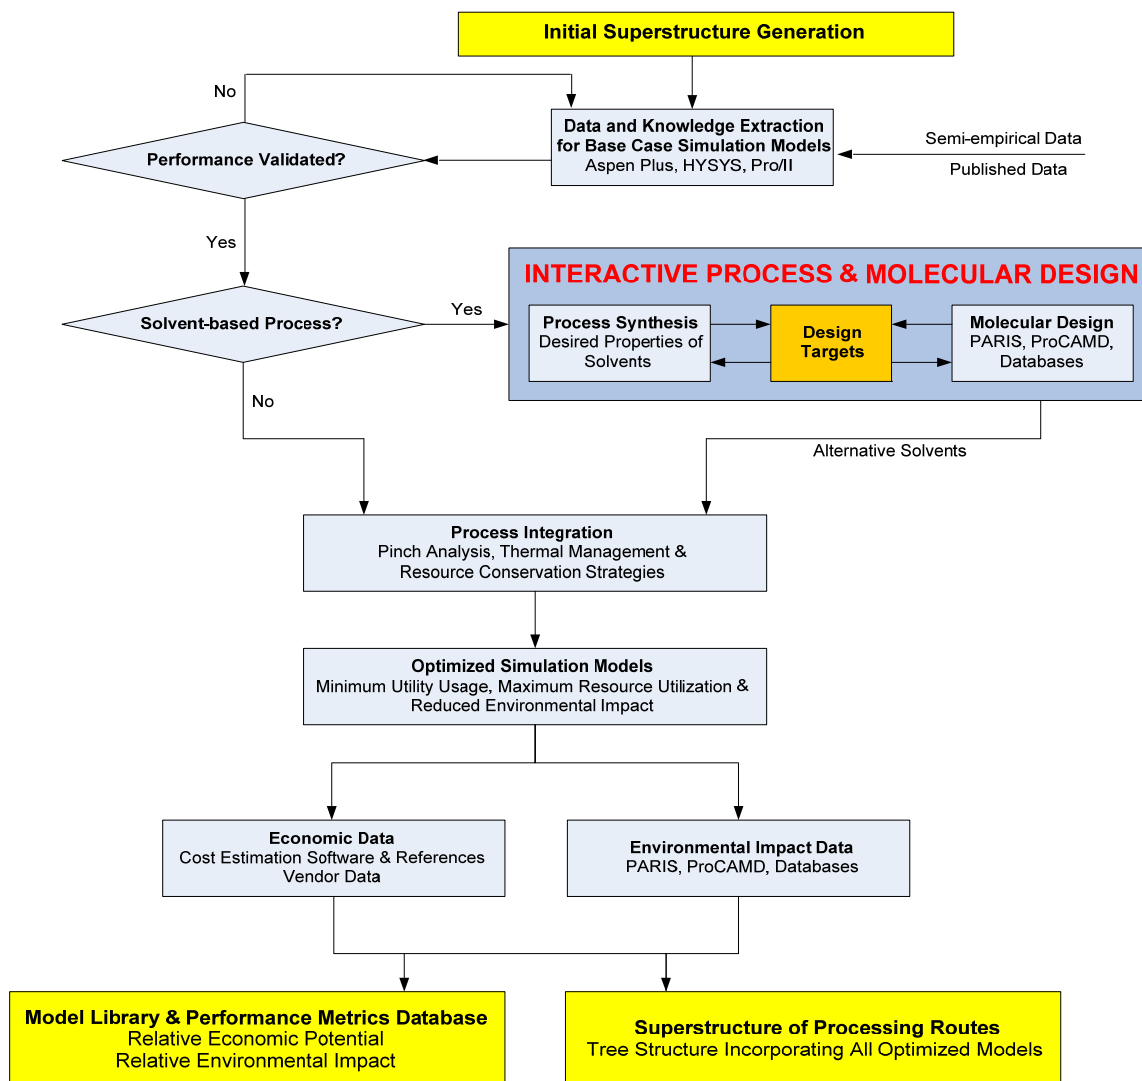 Initial Superstructure Generation
No
Data and Knowledge Extraction
for Base Case Simulation Models
Aspen Plus, HYSYS, Pro/II
Semi-empirical Data
Published Data
Performance Validated?
Yes
INTERACTIVE PROCESS & MOLECULAR DESIGN
Solvent-based Process?
Yes
Process Synthesis
Desired Properties of
Solvents
Design
Targets
Molecular Design
PARIS, ProCAMD,
Databases
No
Alternative Solvents
Process Integration
Pinch Analysis, Thermal Management &
Resource Conservation Strategies
Optimized Simulation Models
Minimum Utility Usage, Maximum Resource Utilization &
Reduced Environmental Impact
Economic Data
Cost Estimation Software & References
Vendor Data
Environmental Impact Data
PARIS, ProCAMD, Databases
Model Library & Performance Metrics Database
Relative Economic Potential
Relative Environmental Impact
Superstructure of Processing Routes
Tree Structure Incorporating All Optimized Models